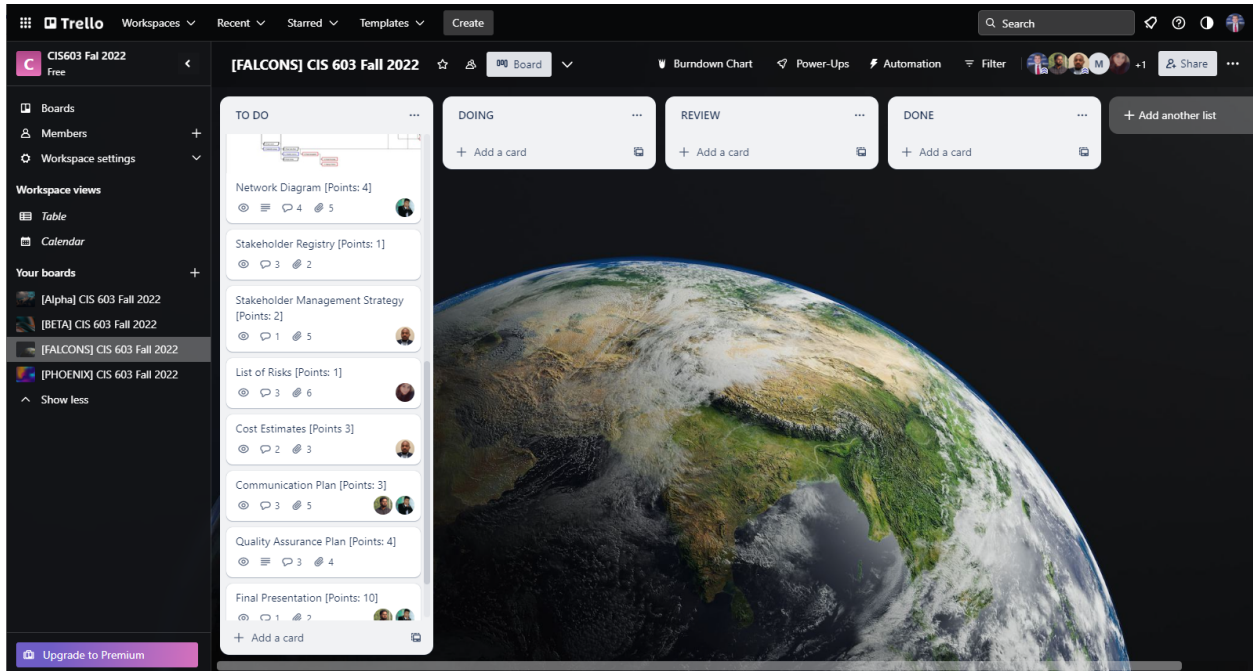 Trello
Workspaces
Recent
Starred
Templates
Create
Search
C
CIS603 Fal 2022
Free
[FALCONS] CIS 603 Fall 2022
Board
Burndown Chart
Power-Ups
Automation
Filter
M
+1
Share
Boards
Members
Workspace settings
Workspace views
Table
Calendar
Your boards
[Alpha] CIS 603 Fall 2022
[BETA] CIS 603 Fall 2022
[FALCONS] CIS 603 Fall 2022
[PHOENIX] CIS 603 Fall 2022
Show less
Upgrade to Premium
TO DO
Network Diagram [Points: 4]
4 5
Stakeholder Registry [Points: 1]
3 2
Stakeholder Management Strategy
[Points: 2]
1 5
List of Risks [Points: 1]
3 6
Cost Estimates [Points 3]
2 3
Communication Plan [Points: 3]
3 5
Quality Assurance Plan [Points: 4]
3 4
Final Presentation [Points: 10]
1 2
+ Add a card
DOING
+ Add a card
REVIEW
+ Add a card
DONE
+ Add a card
+ Add another list